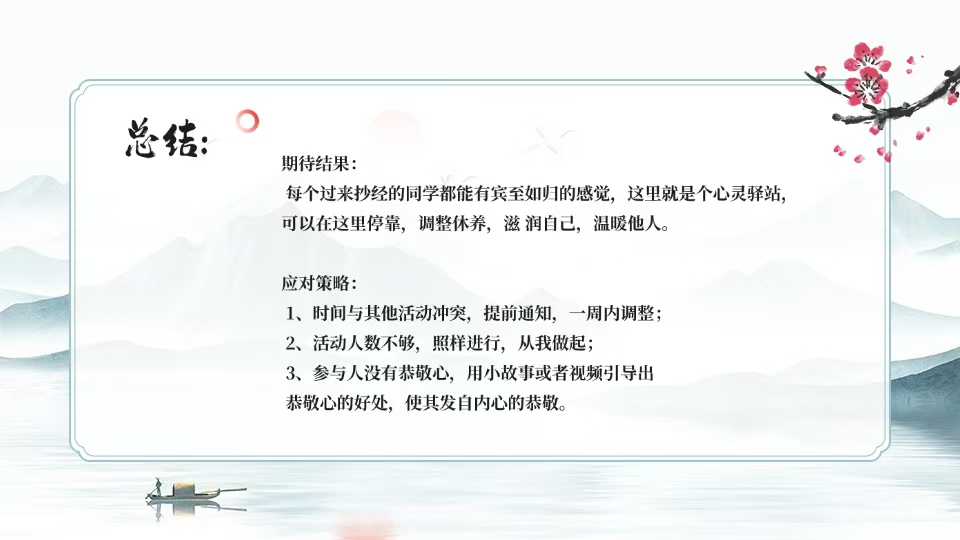 总结:
期待结果：
每个过来抄经的同学都能有宾至如归的感觉，这里就是个心灵驿站，
可以在这里停靠，调整休养，滋 润自己，温暖他人。
应对策略：
1、时间与其他活动冲突，提前通知，一周内调整；
2、活动人数不够，照样进行，从我做起；
3、参与人没有恭敬心，用小故事或者视频引导出
恭敬心的好处，使其发自内心的恭敬。